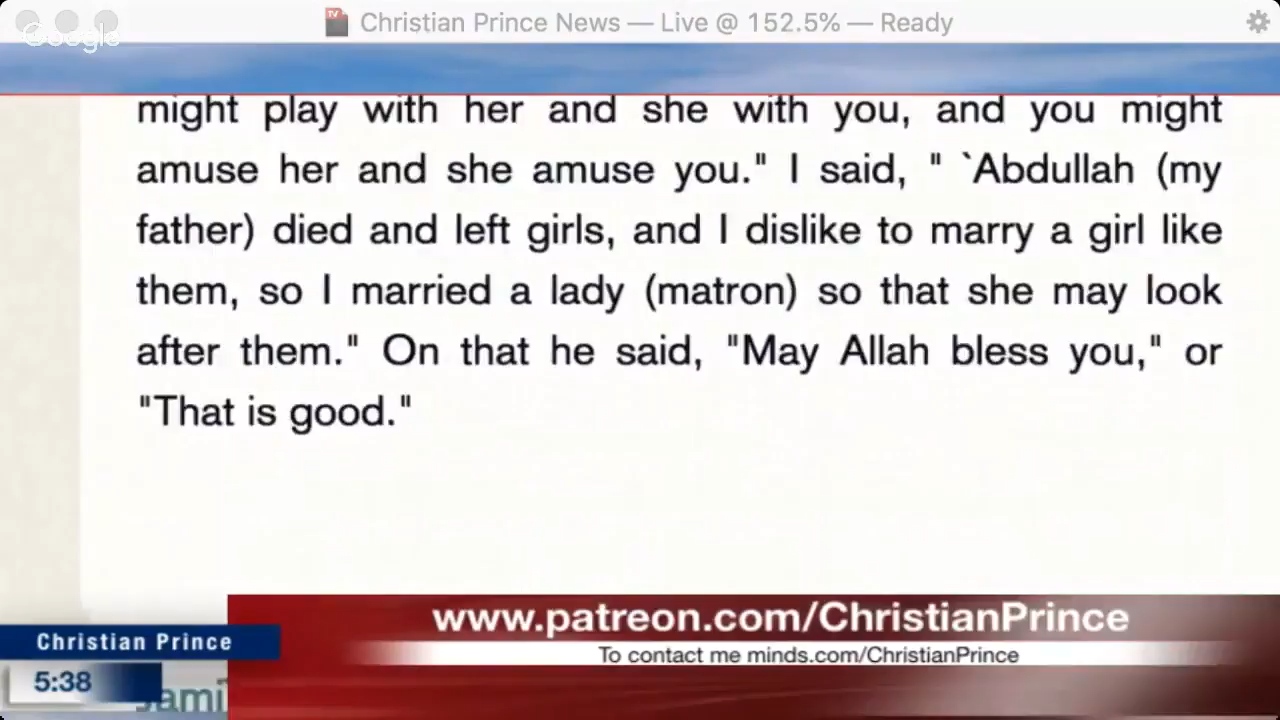 Christian Prince News — Live @ 152.5% — Ready
Google
might play with her and she with you, and you might
amuse her and she amuse you." I said, " `Abdullah (my
father) died and left girls, and I dislike to marry a girl like
them, so I married a lady (matron) so that she may look
after them." On that he said, "May Allah bless you," or
"That is good."
www.patreon.com/ChristianPrince
Christian Prince
To contact me minds.com/ChristianPrince
5:38